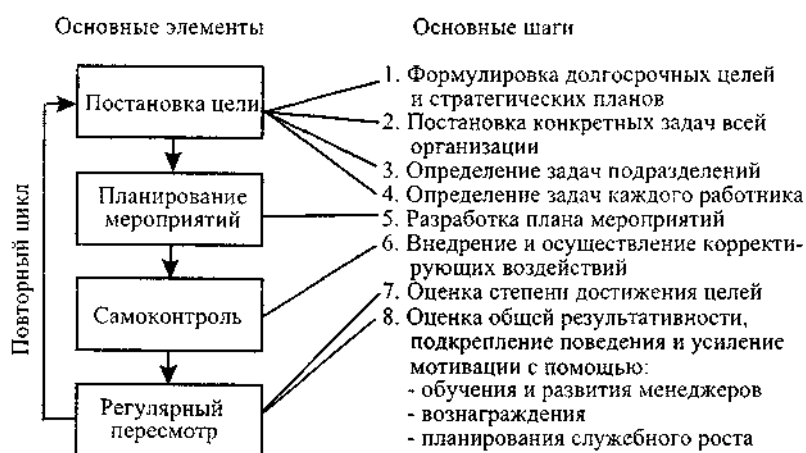 Основные элементы
Основные шаги
Постановка цели
Планирование
мероприятий
Самоконтроль
Регулярный
пересмотр
Повторный цикл
1. Формулировка долгосрочных целей
и стратегических планов
2. Постановка конкретных задач всей
организации
3. Определение задач подразделений
4. Определение задач каждого работника
5. Разработка плана мероприятий
6. Внедрение и осуществление корректи-
рующих воздействий
7. Оценка степени достижения целей
8. Оценка общей результативности,
подкрепление поведения и усиление
мотивации с помощью:
- обучения и развития менеджеров
- вознаграждения
- планирования служебного роста